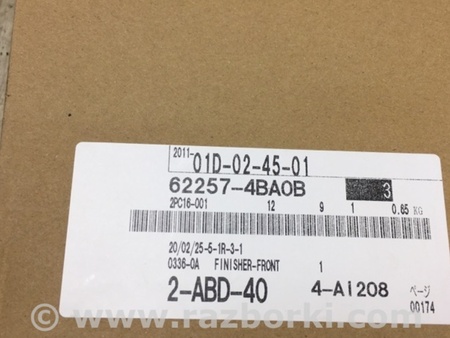 2011-
01D-02-45-01
62257-4BA0B 3
2PC16-001 12 9 1 0.65 KG
20/02/25-5-1R-3-1
0336-0A FINISHER-FRONT 1
2-ABD-40 4-A1208 ページ
00174
© www.razborki.com